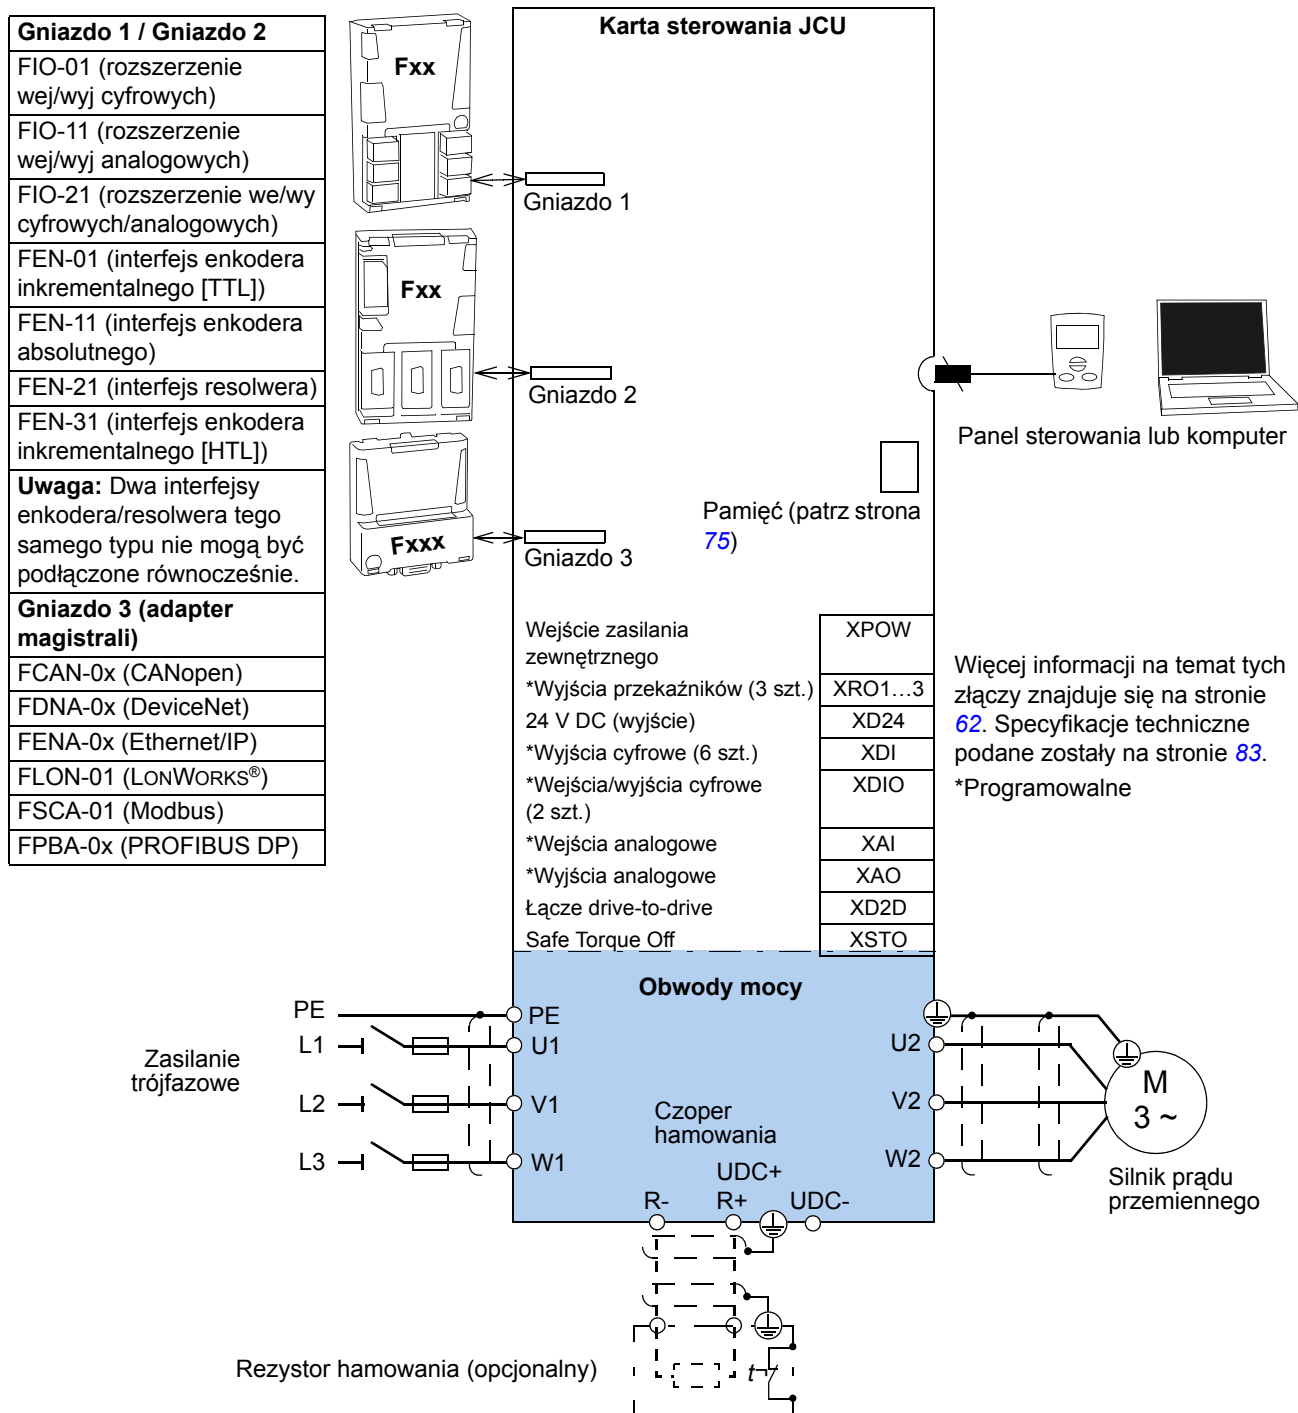 Gniazdo 1 / Gniazdo 2
FIO-01 (rozszerzenie
wej/wyj cyfrowych)
FIO-11 (rozszerzenie
wej/wyj analogowych)
FIO-21 (rozszerzenie we/wy
cyfrowych/analogowych)
FEN-01 (interfejs enkodera
inkrementalnego [TTL])
FEN-11 (interfejs enkodera
absolutnego)
FEN-21 (interfejs resolwera)
FEN-31 (interfejs enkodera
inkrementalnego [HTL])
Uwaga: Dwa interfejsy
enkodera/resolwera tego
samego typu nie mogą być
podłączone równocześnie.
Gniazdo 3 (adapter
magistrali)
FCAN-0x (CANopen)
FDNA-0x (DeviceNet)
FENA-0x (Ethernet/IP)
FLON-01 (LONWORKS®)
FSCA-01 (Modbus)
FPBA-0x (PROFIBUS DP)
Fxx
Fxx
Fxxx
Karta sterowania JCU
Gniazdo 1
Gniazdo 2
Gniazdo 3
Panel sterowania lub komputer
Pamięć (patrz strona
75)
Wejście zasilania
zewnętrznego
XPOW
*Wyjścia przekaźników (3 szt.)
XRO1…3
24 V DC (wyjście)
XD24
*Wyjścia cyfrowe (6 szt.)
XDI
*Wejścia/wyjścia cyfrowe
(2 szt.)
XDIO
*Wejścia analogowe
XAI
*Wyjścia analogowe
XAO
Łącze drive-to-drive
XD2D
Safe Torque Off
XSTO
Więcej informacji na temat tych
złączy znajduje się na stronie
62. Specyfikacje techniczne
podane zostały na stronie 83.
*Programowalne
Obwody mocy
Zasilanie
trójfazowe
PE
L1
L2
L3
PE
U1
V1
W1
U2
V2
W2
M
3 ~
Silnik prądu
przemiennego
Czoper
hamowania
UDC+
R-
R+
UDC-
Rezystor hamowania (opcjonalny)
t